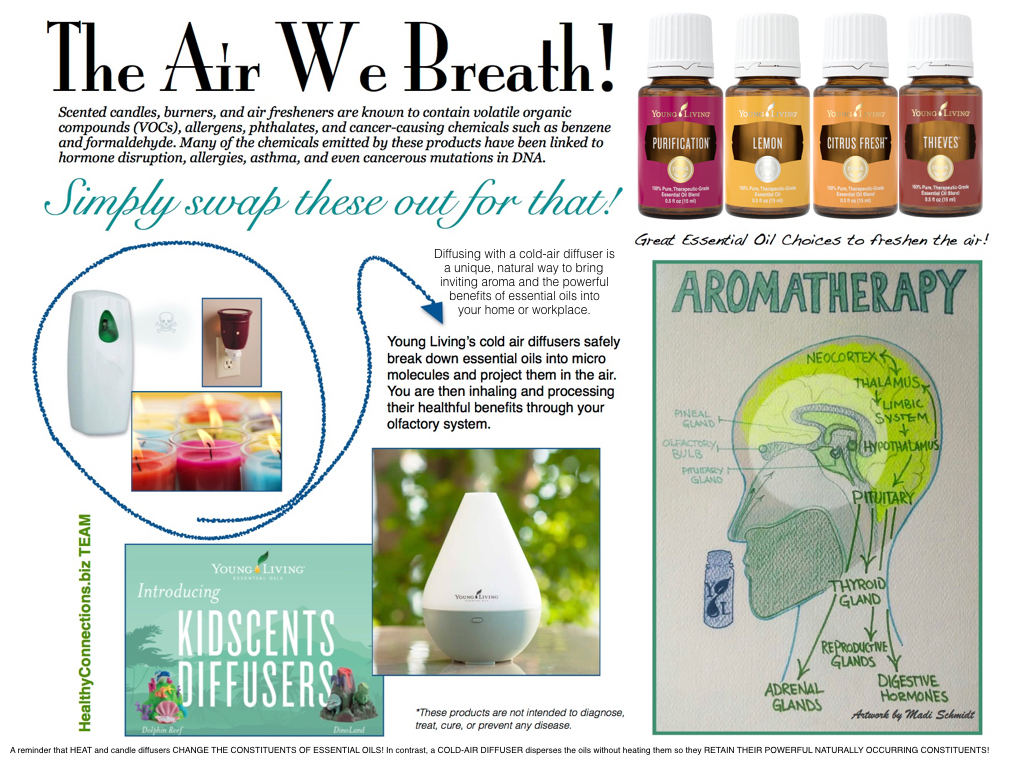 The Air We Breath!
Scented candles, burners, and air fresheners are known to contain volatile organic
compounds (VOCs), allergens, phthalates, and cancer-causing chemicals such as benzene
and formaldehyde. Many of the chemicals emitted by these products have been linked to
hormone disruption, allergies, asthma, and even cancerous mutations in DNA.
Simply swap these out for that!
YOUNG LIVING
PURIFICATION™
100% Pure, Therapeutic-Grade
Essential Oil Blend
0.5 fl oz (15 ml)
YOUNG LIVING
LEMON
100% Pure, Therapeutic-Grade
Essential Oil
0.5 fl oz (15 ml)
YOUNG LIVING
CITRUS FRESH™
100% Pure, Therapeutic-Grade
Essential Oil Blend
0.5 fl oz (15 ml)
YOUNG LIVING
THIEVES™
100% Pure, Therapeutic-Grade
Essential Oil Blend
0.5 fl oz (15 ml)
Great Essential Oil Choices to freshen the air!
Diffusing with a cold-air diffuser is
a unique, natural way to bring
inviting aroma and the powerful
benefits of essential oils into
your home or workplace.
Young Living's cold air diffusers safely
break down essential oils into micro
molecules and project them in the air.
You are then inhaling and processing
their healthful benefits through your
olfactory system.
YOUNG LIVING
HealthyConnections.biz TEAM
YOUNG LIVING
ESSENTIAL OILS
Introducing
KIDSCENTS
DIFFUSERS
Dolphin Reef
DinoLand
*These products are not intended to diagnose,
treat, cure, or prevent any disease.
AROMATHERAPY
NEOCORTEX
THALAMUS
LIMBIC
SYSTEM
HYPOTHALAMUS
PITUITARY
PINEAL
GLAND
OLFACTORY
BULB
PITUITARY
GLAND
YL
THYROID
GLAND
REPRODUCTIVE
GLANDS
ADRENAL
GLANDS
DIGESTIVE
HORMONES
Artwork by Madi Schmidt
A reminder that HEAT and candle diffusers CHANGE THE CONSTITUENTS OF ESSENTIAL OILS! In contrast, a COLD-AIR DIFFUSER disperses the oils without heating them so they RETAIN THEIR POWERFUL NATURALLY OCCURRING CONSTITUENTS!